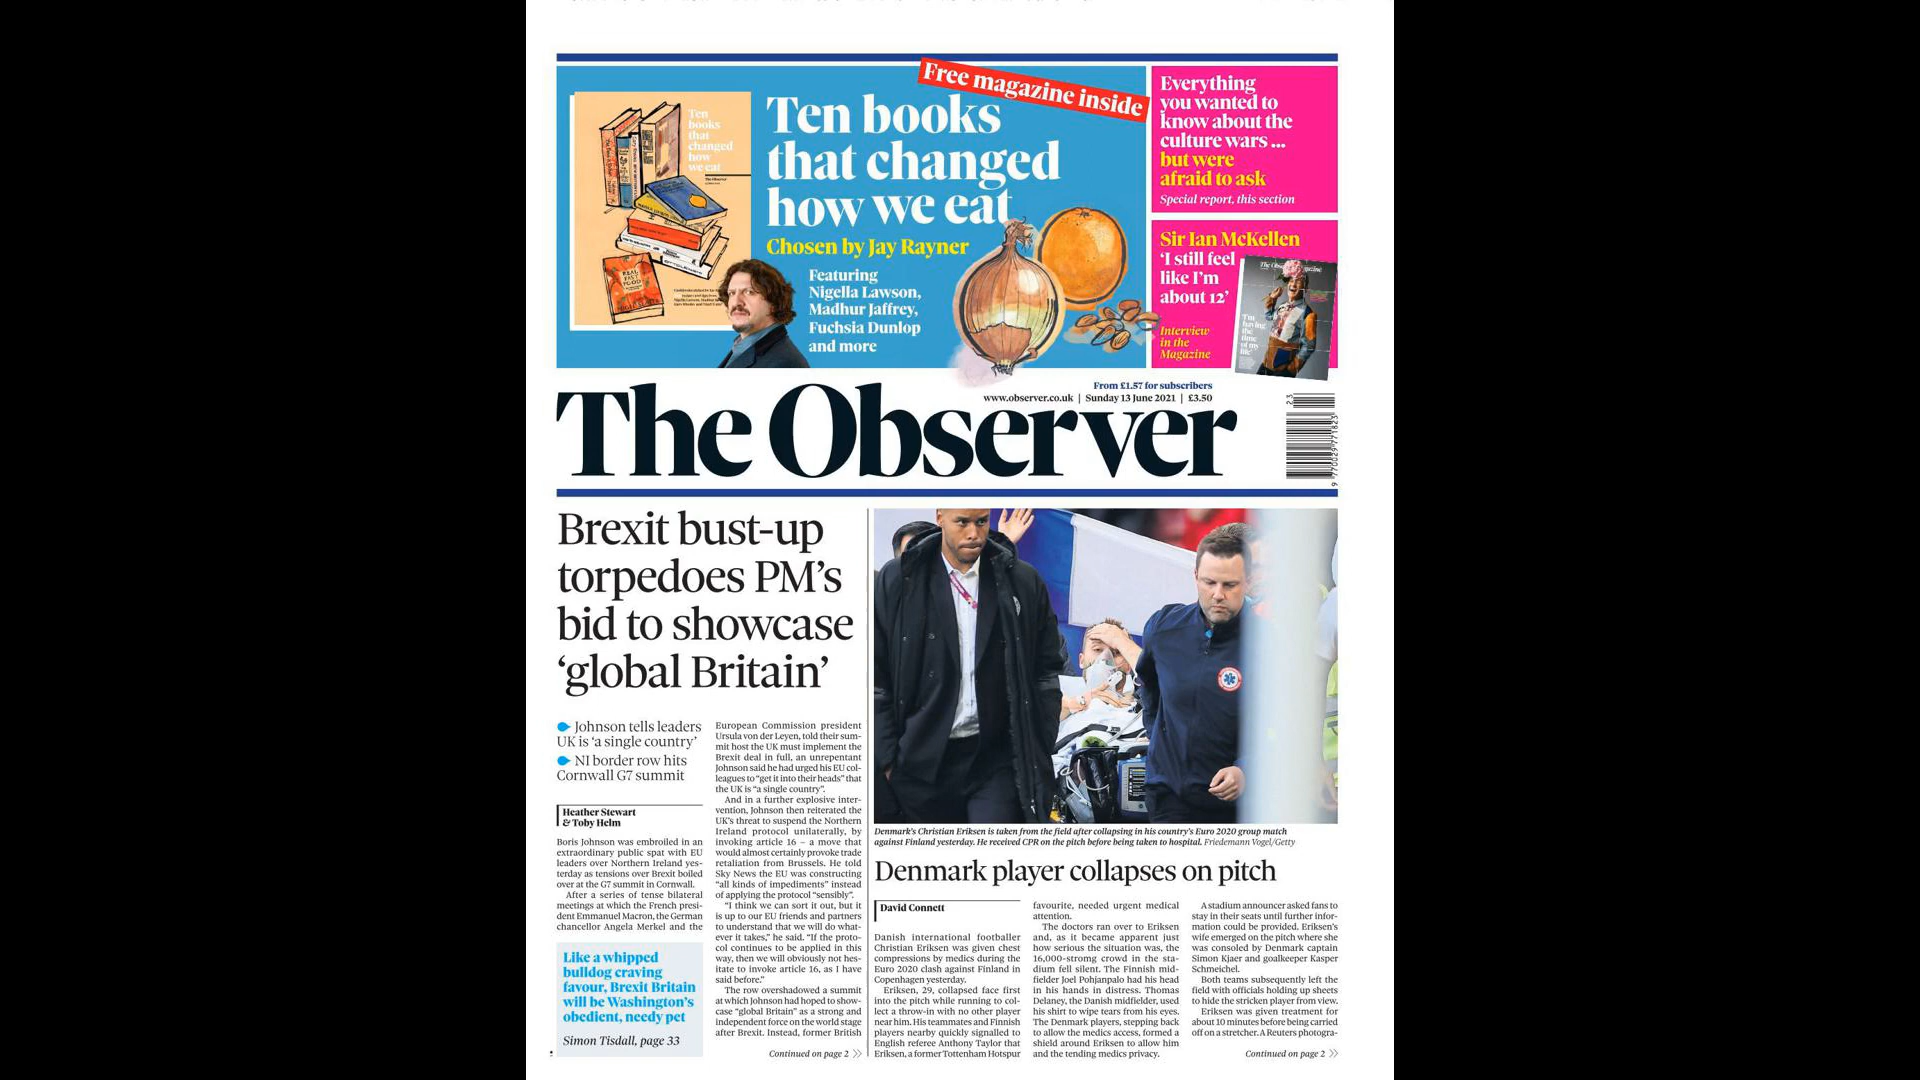 Free magazine inside
Ten
books
that
changed
how
we eat
Ten books
that changed
how we eat
Chosen by Jay Rayner
Featuring
Nigella Lawson,
Madhur Jaffrey,
Fuchsia Dunlop
and more
REAL
FAST
FOOD
Everything
you wanted to
know about the
culture wars ...
but were
afraid to ask
Special report, this section
Sir Ian McKellen
‘I still feel
like I’m
about 12’
Interview
in the
Magazine
‘I’m
having
the
time
of my
life’
From £1.57 for subscribers
www.observer.co.uk | Sunday 13 June 2021 | £3.50
The Observer
23
9 770029 771823
Brexit bust-up
torpedoes PM’s
bid to showcase
‘global Britain’
Johnson tells leaders
UK is ‘a single country’
NI border row hits
Cornwall G7 summit
Heather Stewart
& Toby Helm
Boris Johnson was embroiled in an
extraordinary public spat with EU
leaders over Northern Ireland yes-
terday as tensions over Brexit boiled
over at the G7 summit in Cornwall.
After a series of tense bilateral
meetings at which the French presi-
dent Emmanuel Macron, the German
chancellor Angela Merkel and the
Like a whipped
bulldog craving
favour, Brexit Britain
will be Washington’s
obedient, needy pet
Simon Tisdall, page 33
European Commission president
Ursula von der Leyen, told their sum-
mit host the UK must implement the
Brexit deal in full, an unrepentant
Johnson said he had urged his EU col-
leagues to “get it into their heads” that
the UK is “a single country”.
And in a further explosive inter-
vention, Johnson then reiterated the
UK’s threat to suspend the Northern
Ireland protocol unilaterally, by
invoking article 16 – a move that
would almost certainly provoke trade
retaliation from Brussels. He told
Sky News the EU was constructing
“all kinds of impediments” instead
of applying the protocol “sensibly”.
“I think we can sort it out, but it
is up to our EU friends and partners
to understand that we will do what-
ever it takes,” he said. “If the proto-
col continues to be applied in this
way, then we will obviously not hes-
itate to invoke article 16, as I have
said before.”
The row overshadowed a summit
at which Johnson had hoped to show-
case “global Britain” as a strong and
independent force on the world stage
after Brexit. Instead, former British
Continued on page 2
Denmark’s Christian Eriksen is taken from the field after collapsing in his country’s Euro 2020 group match
against Finland yesterday. He received CPR on the pitch before being taken to hospital. Friedemann Vogel/Getty
Denmark player collapses on pitch
David Connett
Danish international footballer
Christian Eriksen was given chest
compressions by medics during the
Euro 2020 clash against Finland in
Copenhagen yesterday.
Eriksen, 29, collapsed face first
into the pitch while running to col-
lect a throw-in with no other player
near him. His teammates and Finnish
players nearby quickly signalled to
English referee Anthony Taylor that
Eriksen, a former Tottenham Hotspur
favourite, needed urgent medical
attention.
The doctors ran over to Eriksen
and, as it became apparent just
how serious the situation was, the
16,000-strong crowd in the sta-
dium fell silent. The Finnish mid-
fielder Joel Pohjanpalo had his head
in his hands in distress. Thomas
Delaney, the Danish midfielder, used
his shirt to wipe tears from his eyes.
The Denmark players, stepping back
to allow the medics access, formed a
shield around Eriksen to allow him
and the tending medics privacy.
A stadium announcer asked fans to
stay in their seats until further infor-
mation could be provided. Eriksen’s
wife emerged on the pitch where she
was consoled by Denmark captain
Simon Kjaer and goalkeeper Kasper
Schmeichel.
Both teams subsequently left the
field with officials holding up sheets
to hide the stricken player from view.
Eriksen was given treatment for
about 10 minutes before being carried
off on a stretcher. A Reuters photogra-
Continued on page 2